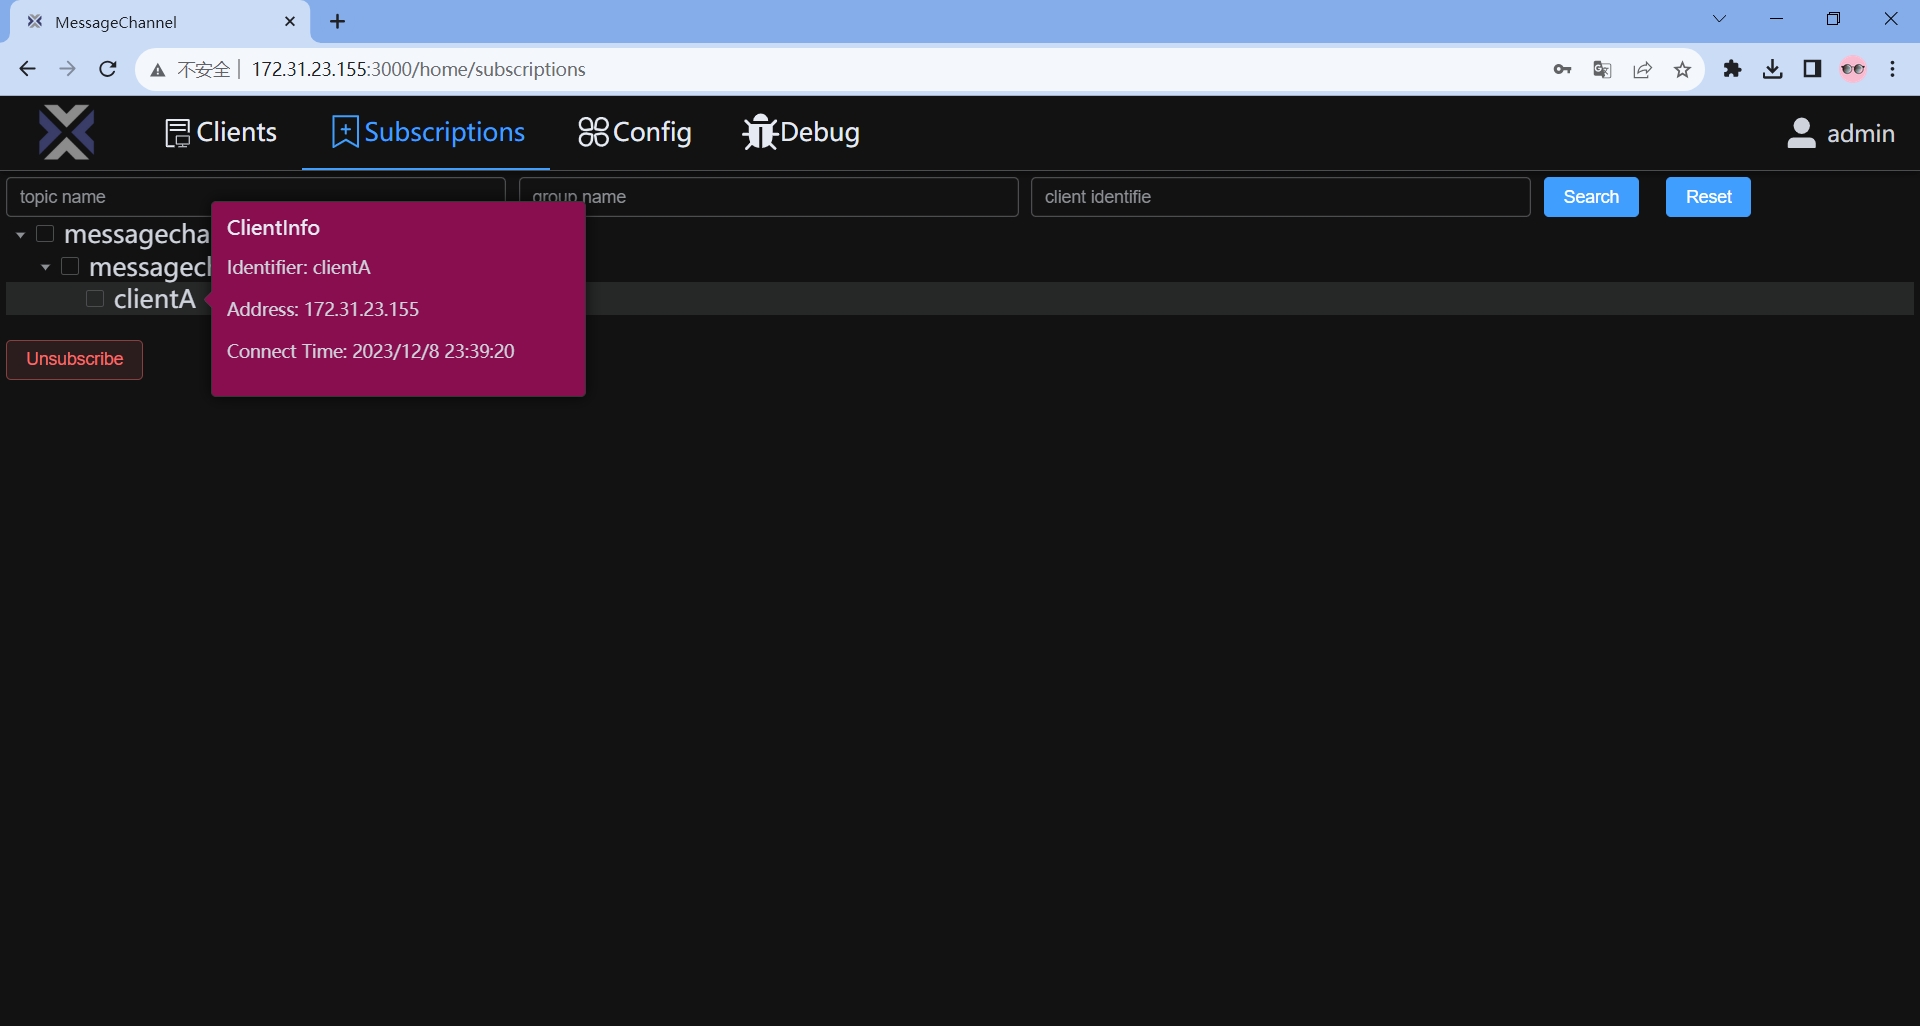 MessageChannel
不安全 172.31.23.155:3000/home/subscriptions
Clients Subscriptions Config Debug admin
topic name group name client identifie Search Reset
messagecha
messagecl
clientA
Unsubscribe
ClientInfo
Identifier: clientA
Address: 172.31.23.155
Connect Time: 2023/12/8 23:39:20